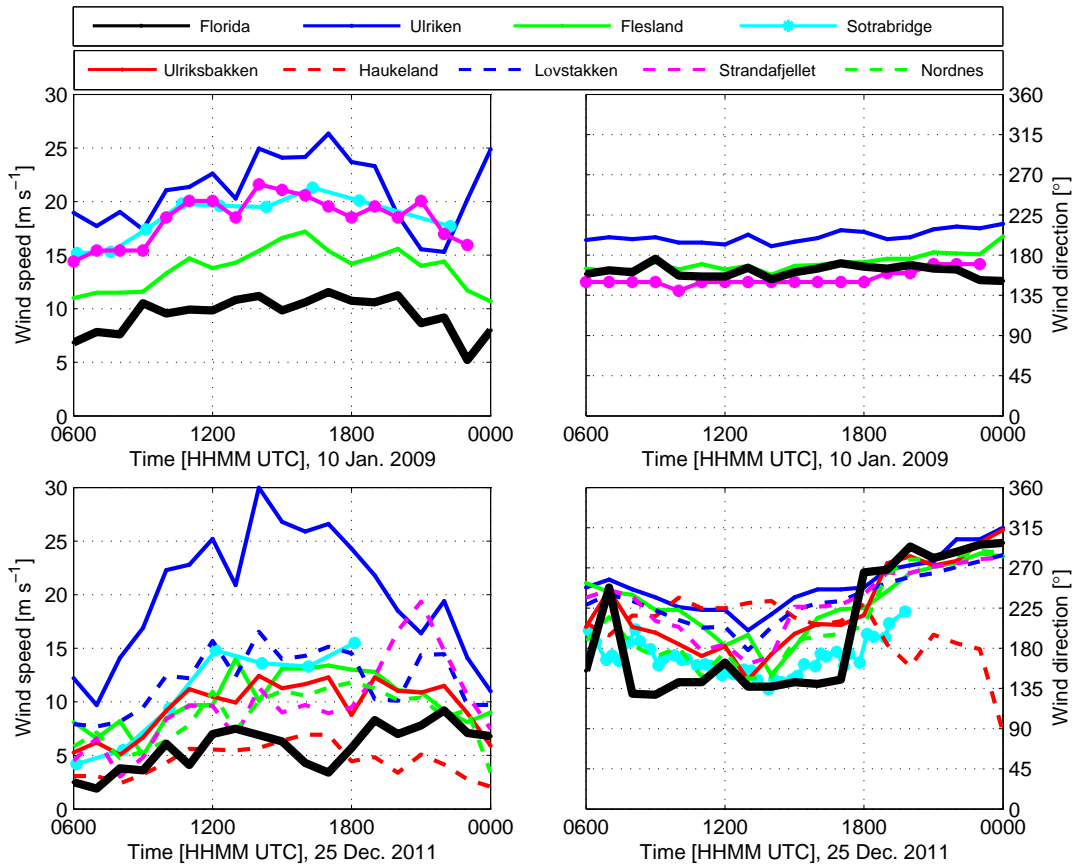 Florida Ulriken Flesland Sotrabridge
Ulriksbakken Haukeland Lovstakken Strandafjellet Nordnes
30
25
20
15
10
5
0
Wind speed [m s⁻¹]
0600 1200 1800 0000
Time [HHMM UTC], 10 Jan. 2009
360
315
270
225
180
135
90
45
0
Wind direction [°]
0600 1200 1800 0000
Time [HHMM UTC], 10 Jan. 2009
30
25
20
15
10
5
0
Wind speed [m s⁻¹]
0600 1200 1800 0000
Time [HHMM UTC], 25 Dec. 2011
360
315
270
225
180
135
90
45
0
Wind direction [°]
0600 1200 1800 0000
Time [HHMM UTC], 25 Dec. 2011